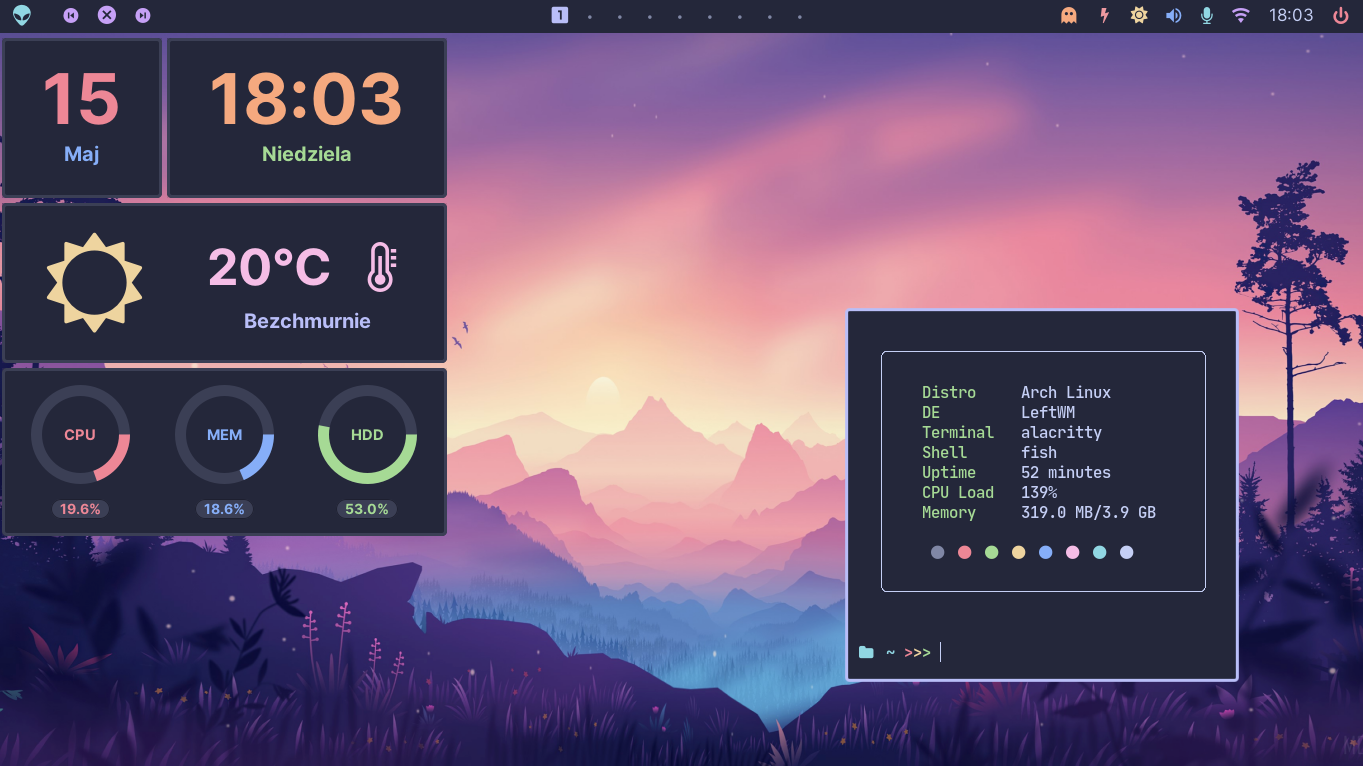 1
18:03
15
Maj
18:03
Niedziela
20°C
Bezchmurnie
CPU
MEM
HDD
19.6%
18.6%
53.0%
Distro Arch Linux
DE LeftWM
Terminal alacritty
Shell fish
Uptime 52 minutes
CPU Load 139%
Memory 319.0 MB/3.9 GB
~ >>>